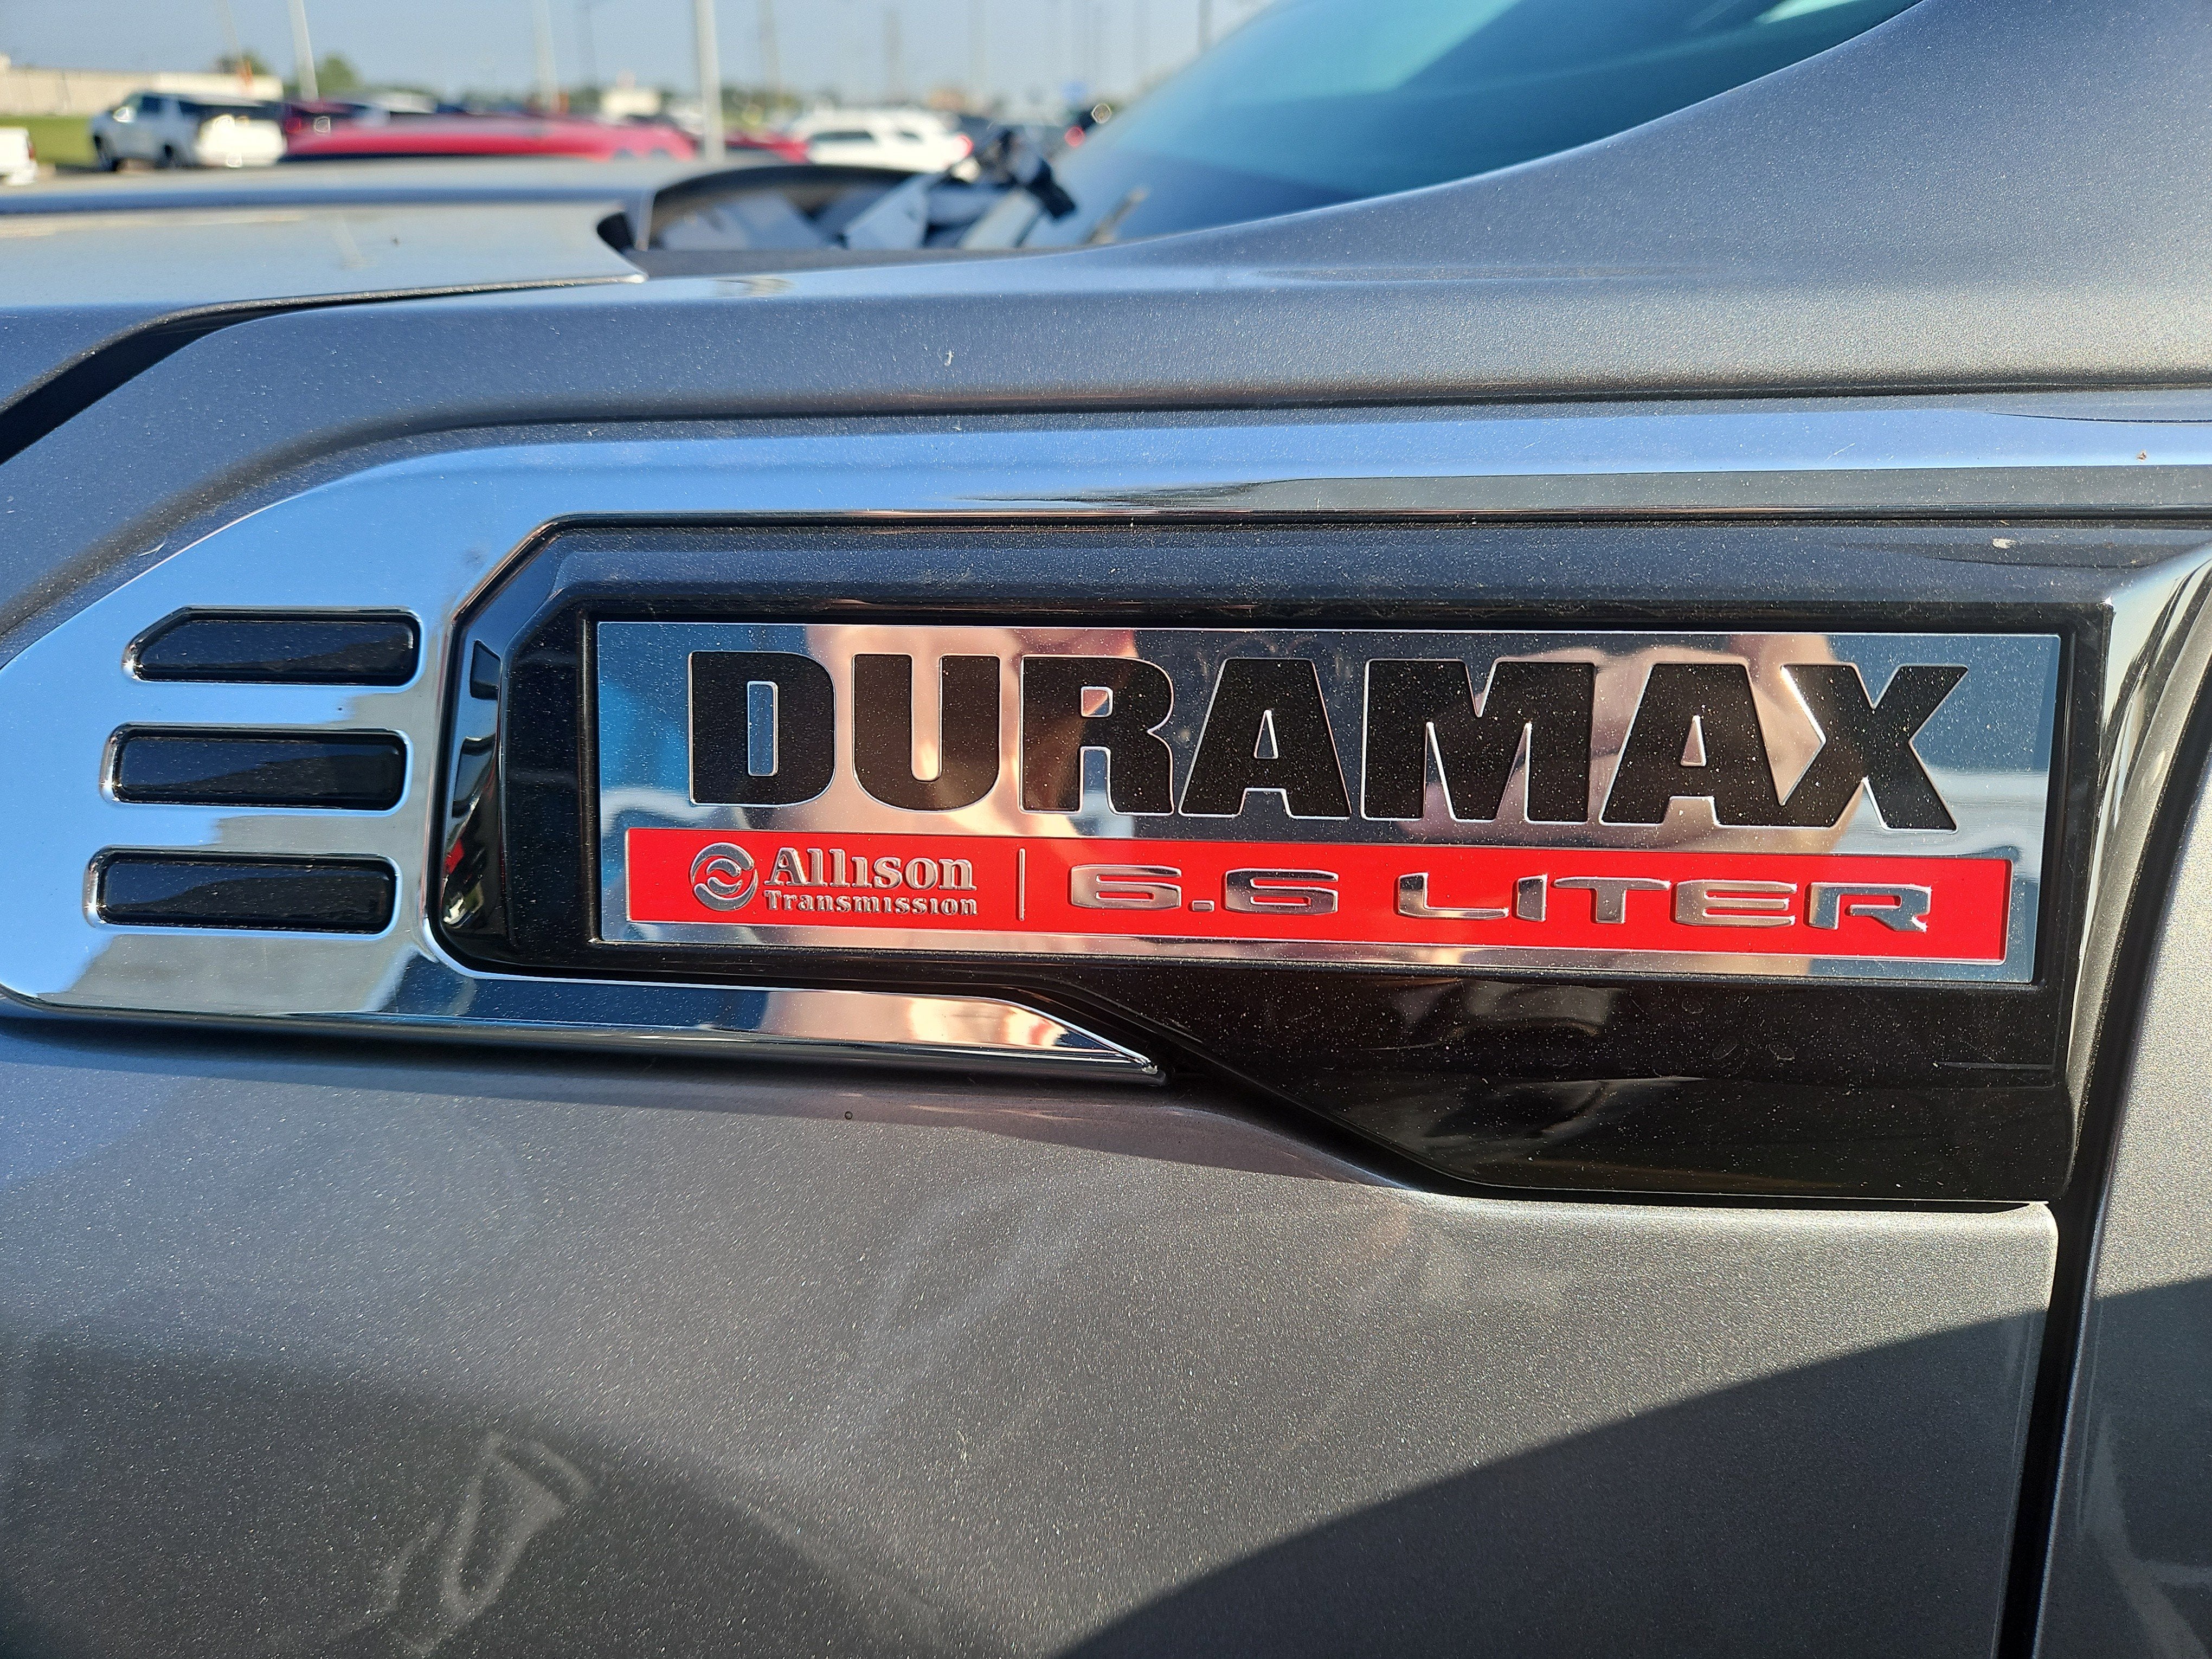 DURAMAX
Allison Transmission | 6.6 LITER